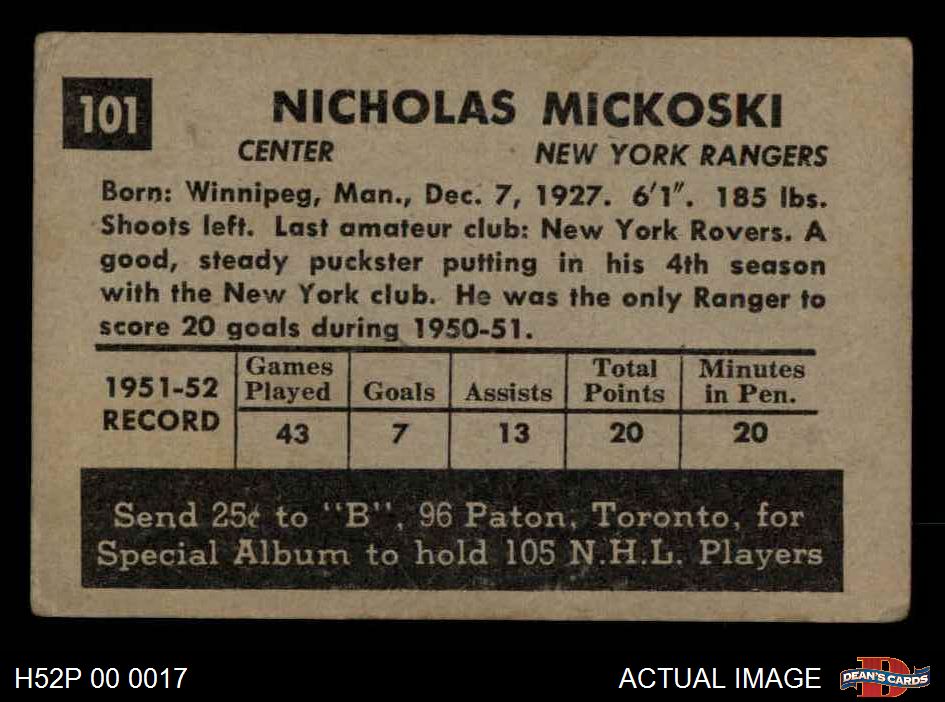 101
NICHOLAS MICKOSKI
CENTER NEW YORK RANGERS
Born: Winnipeg, Man., Dec. 7, 1927. 6'1". 185 lbs.
Shoots left. Last amateur club: New York Rovers. A
good, steady puckster putting in his 4th season
with the New York club. He was the only Ranger to
score 20 goals during 1950-51.
1951-52 RECORD
Games Played Goals Assists Total Points Minutes in Pen.
43 7 13 20 20
Send 25¢ to "B", 96 Paton, Toronto, for
Special Album to hold 105 N.H.L. Players
H52P 00 0017 ACTUAL IMAGE D DEAN'S CARDS